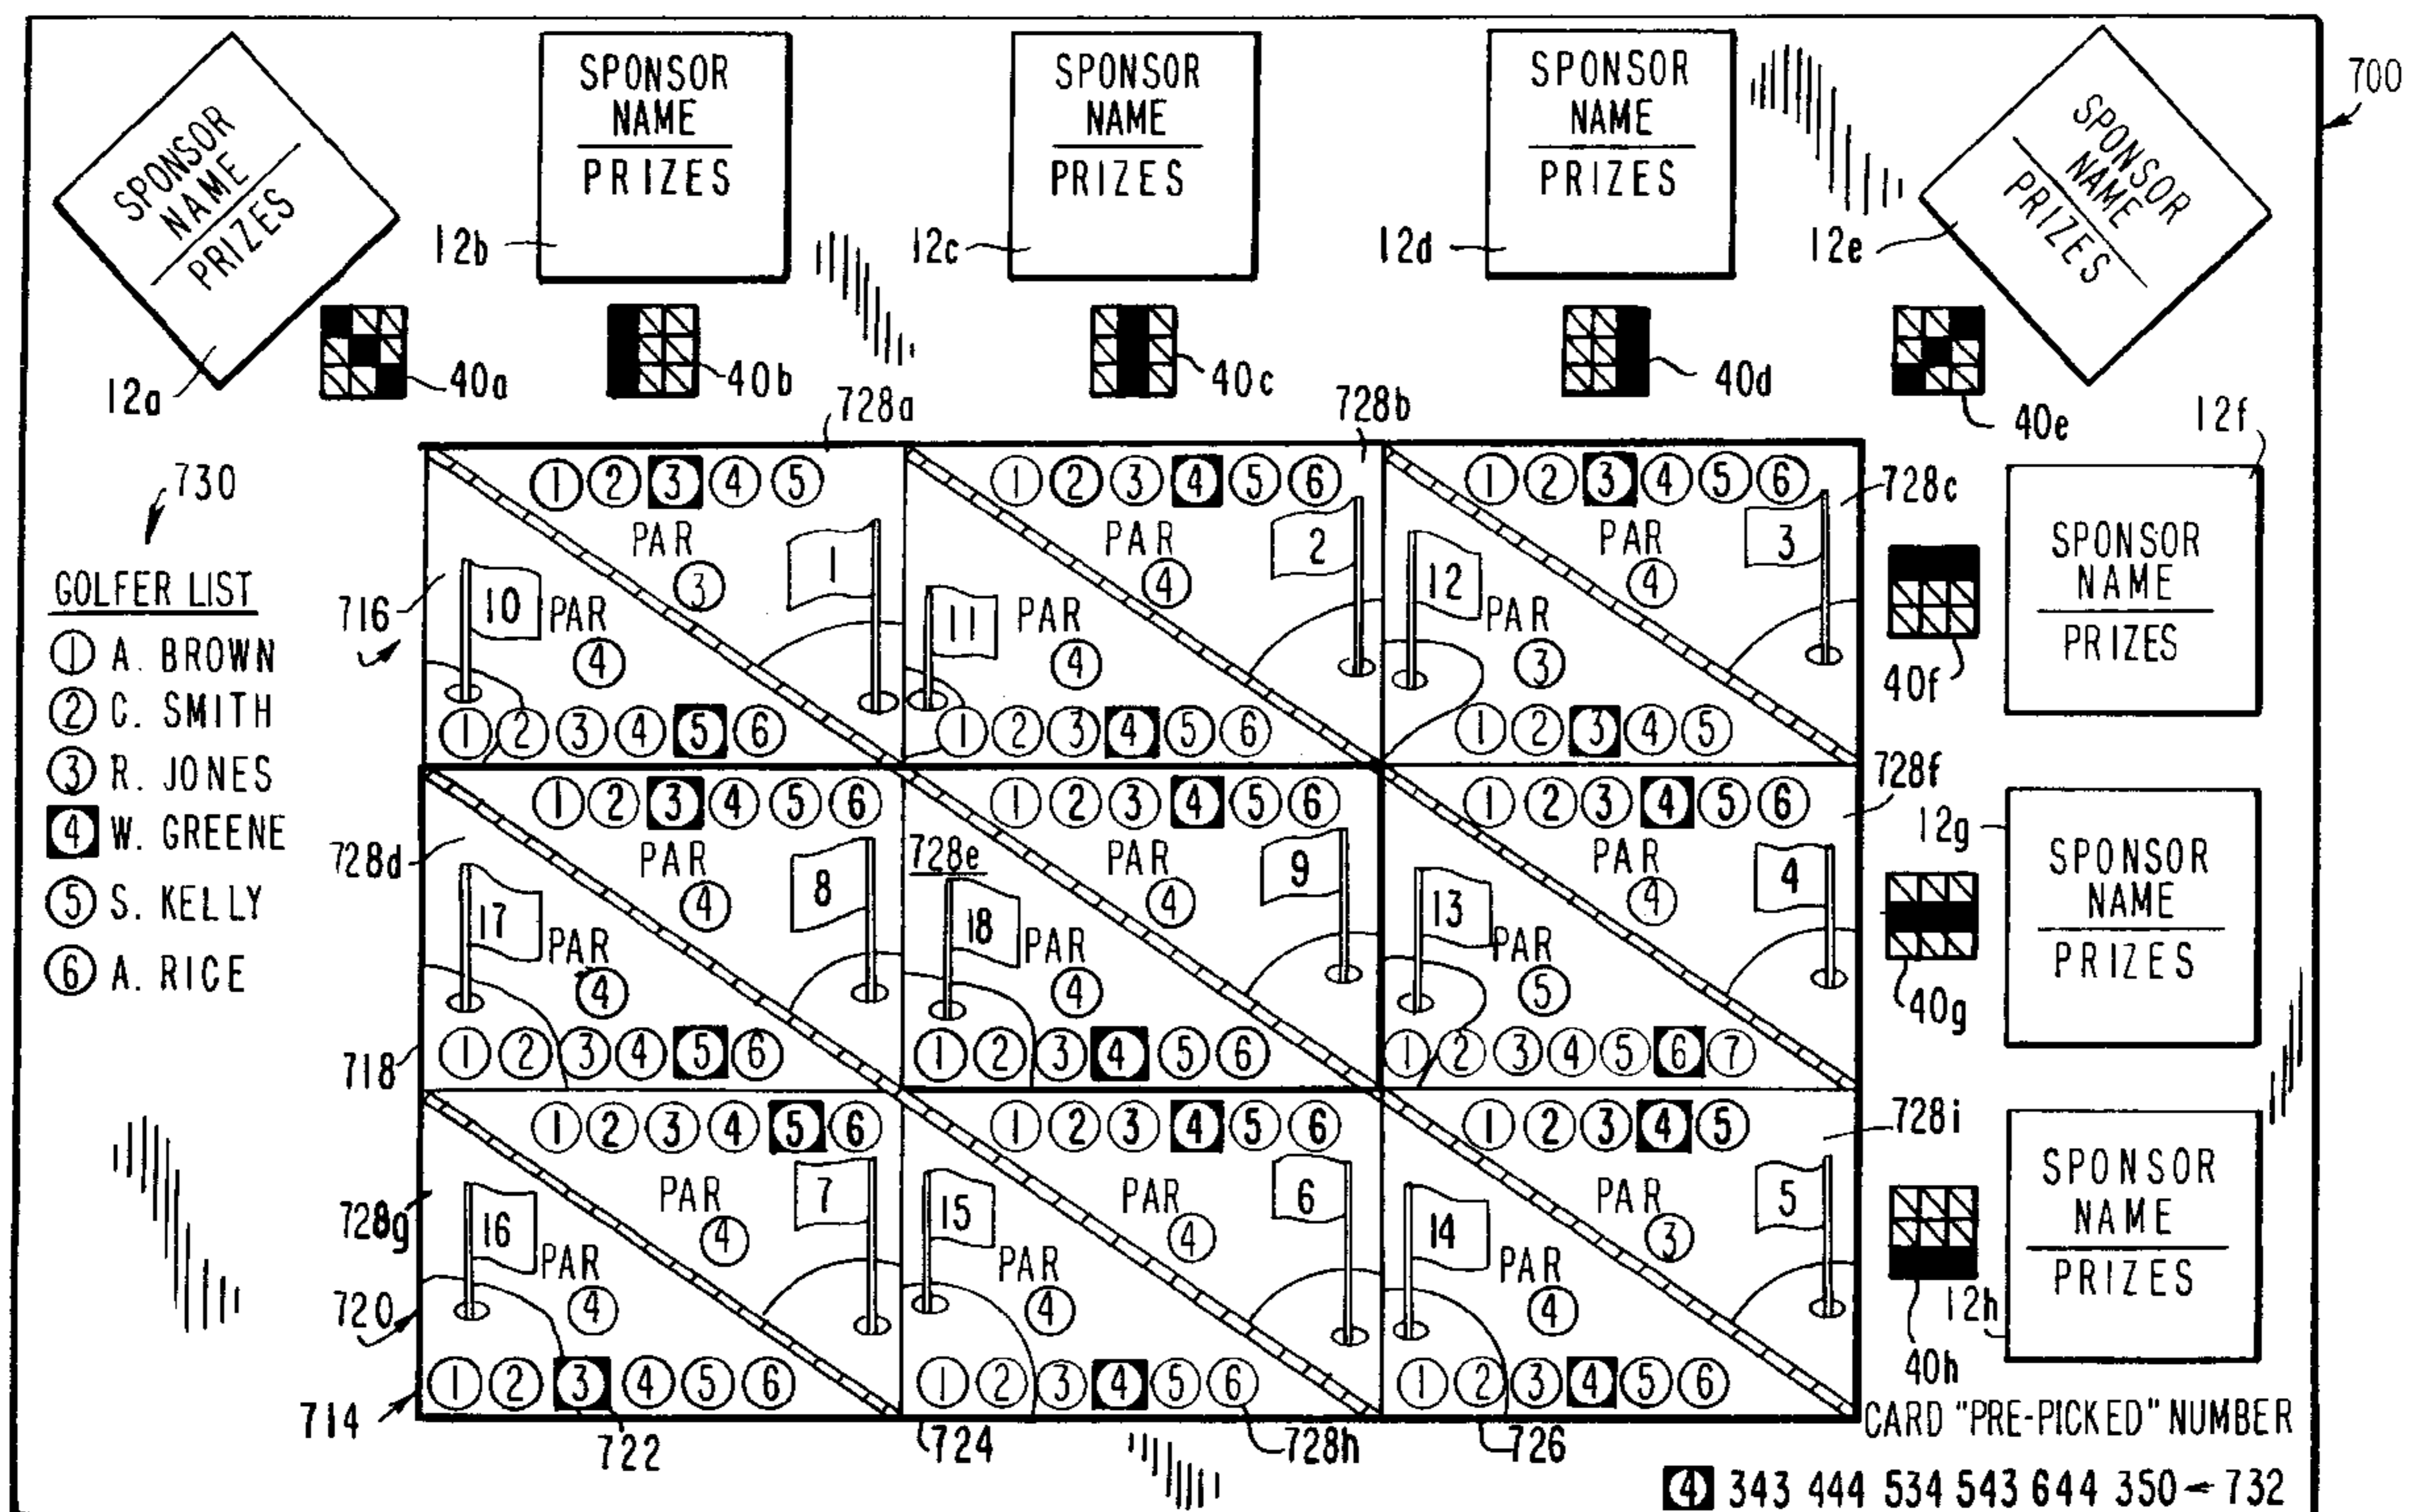 SPONSOR
NAME
PRIZES
SPONSOR
NAME
PRIZES
SPONSOR
NAME
PRIZES
SPONSOR
NAME
PRIZES
SPONSOR
NAME
PRIZES
700
12a
12b
12c
12d
12e
40a
40b
40c
40d
40e
728a
728b
12f
730
GOLFER LIST
1 A. BROWN
2 C. SMITH
3 R. JONES
4 W. GREENE
5 S. KELLY
6 A. RICE
716
1 2 3 4 5
PAR
3
1
10
PAR
4
1 2 3 4 5 6
1 2 3 4 5 6
PAR
4
2
11
PAR
4
1 2 3 4 5 6
1 2 3 4 5 6
PAR
4
3
12
PAR
3
1 2 3 4 5
728c
40f
SPONSOR
NAME
PRIZES
728d
718
1 2 3 4 5 6
PAR
4
8
17
PAR
4
1 2 3 4 5 6
1 2 3 4 5 6
728e
PAR
4
9
18
PAR
4
1 2 3 4 5 6
1 2 3 4 5 6
PAR
4
4
13
PAR
5
1 2 3 4 5 6 7
728f
12g
40g
SPONSOR
NAME
PRIZES
728g
720
714
1 2 3 4 5 6
PAR
4
7
16
PAR
4
1 2 3 4 5 6
1 2 3 4 5 6
PAR
4
6
15
PAR
4
1 2 3 4 5 6
1 2 3 4 5
PAR
3
5
14
PAR
4
1 2 3 4 5 6
728i
40h
12h
SPONSOR
NAME
PRIZES
722
724
728h
726
CARD "PRE-PICKED" NUMBER
4 343 444 534 543 644 350 732